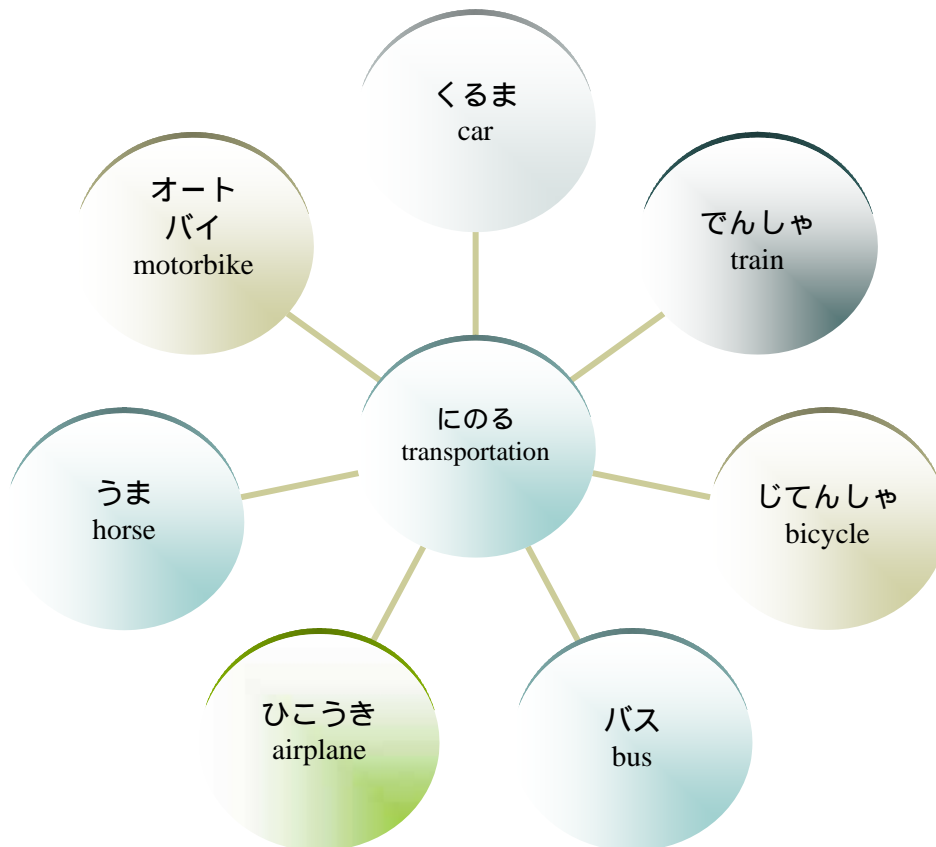 くるま
car
でんしゃ
train
じてんしゃ
bicycle
バス
bus
ひこうき
airplane
うま
horse
オート
バイ
motorbike
にのる
transportation